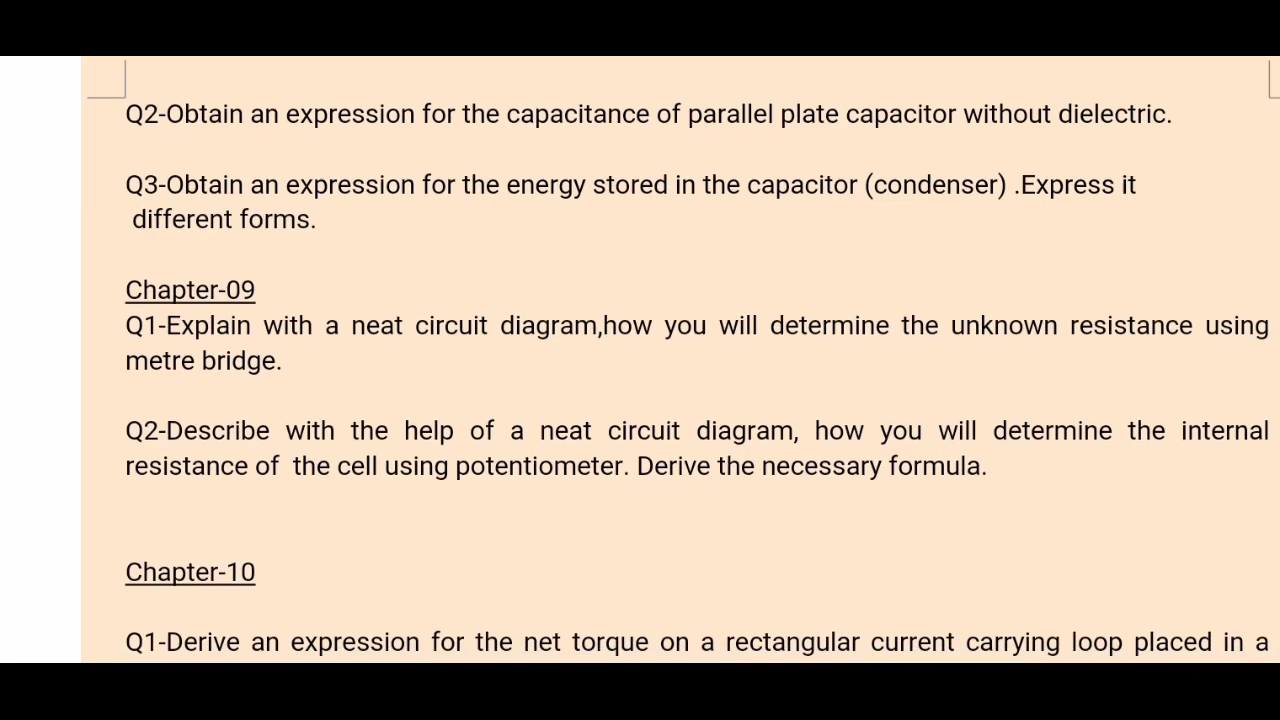 Q2-Obtain an expression for the capacitance of parallel plate capacitor without dielectric.
Q3-Obtain an expression for the energy stored in the capacitor (condenser) .Express it
different forms.
Chapter-09
Q1-Explain with a neat circuit diagram,how you will determine the unknown resistance using
metre bridge.
Q2-Describe with the help of a neat circuit diagram, how you will determine the internal
resistance of  the cell using potentiometer. Derive the necessary formula.
Chapter-10
Q1-Derive an expression for the net torque on a rectangular current carrying loop placed in a